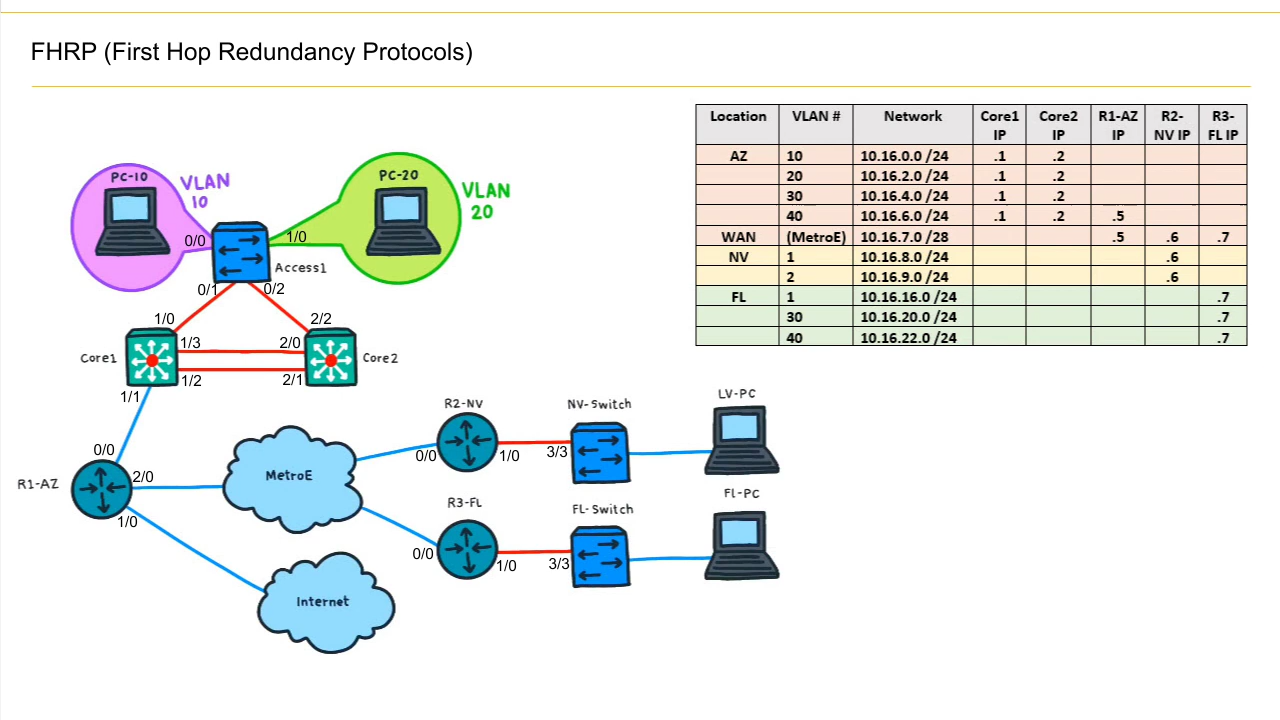 FHRP (First Hop Redundancy Protocols)
Location VLAN # Network Core1 IP Core2 IP R1-AZ IP R2-NV IP R3-FL IP
AZ 10 10.16.0.0 /24 .1 .2
20 10.16.2.0 /24 .1 .2
30 10.16.4.0 /24 .1 .2
40 10.16.6.0 /24 .1 .2 .5
WAN (MetroE) 10.16.7.0 /28 .5 .6 .7
NV 1 10.16.8.0 /24 .6
2 10.16.9.0 /24 .6
FL 1 10.16.16.0 /24 .7
30 10.16.20.0 /24 .7
40 10.16.22.0 /24 .7
PC-10
VLAN
10
PC-20
VLAN
20
0/0
1/0
Access1
0/1
0/2
1/0
2/2
Core1
1/3
2/0
Core2
1/2
2/1
1/1
0/0
R1-AZ
2/0
1/0
MetroE
Internet
R2-NV
0/0
1/0
NV-Switch
3/3
LV-PC
R3-FL
0/0
1/0
FL-Switch
3/3
Fl-PC